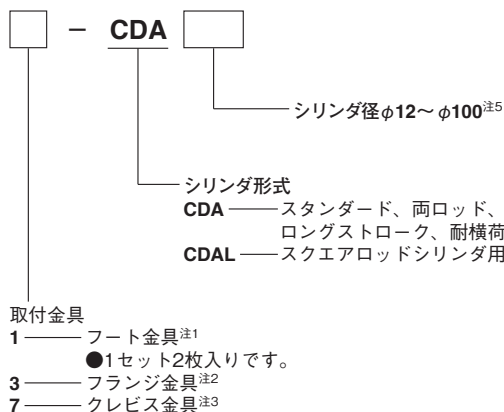 − CDA
シリンダ径φ12〜φ100注5
シリンダ形式
CDA スタンダード、両ロッド、
ロングストローク、耐横荷
CDAL スクエアロッドシリンダ用
取付金具
1 フート金具注1
●1セット2枚入りです。
3 フランジ金具注2
7 クレビス金具注3